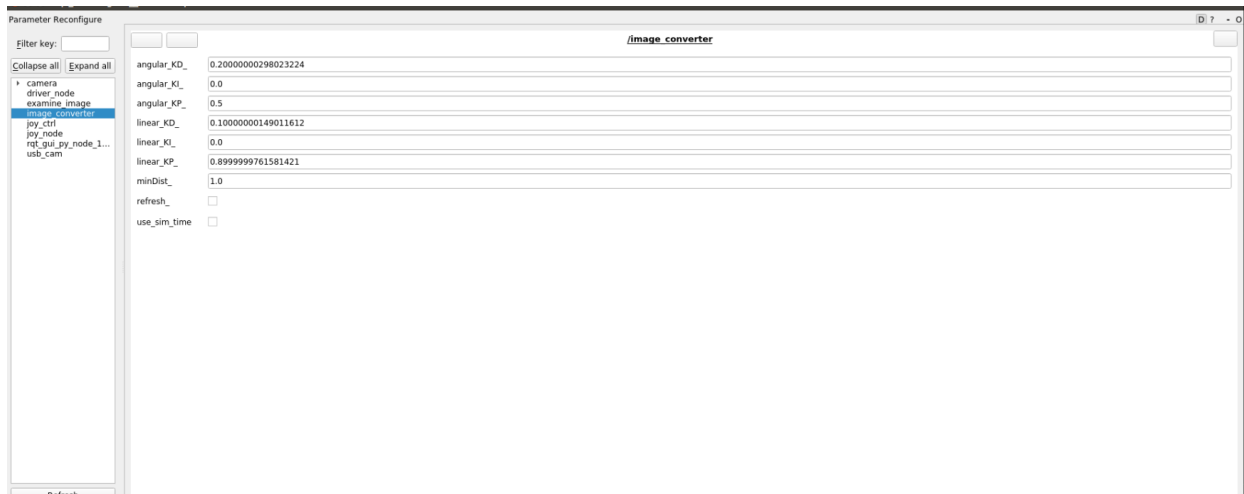 Parameter Reconfigure
D ? - O
Filter key:
Collapse all Expand all
camera
driver_node
examine_image
image_converter
joy_ctrl
joy_node
rqt_gui_py_node_1...
usb_cam
/image_converter
angular_KD_ 0.20000000298023224
angular_KI_ 0.0
angular_KP_ 0.5
linear_KD_ 0.10000000149011612
linear_KI_ 0.0
linear_KP_ 0.8999999761581421
minDist_ 1.0
refresh_
use_sim_time
Refresh